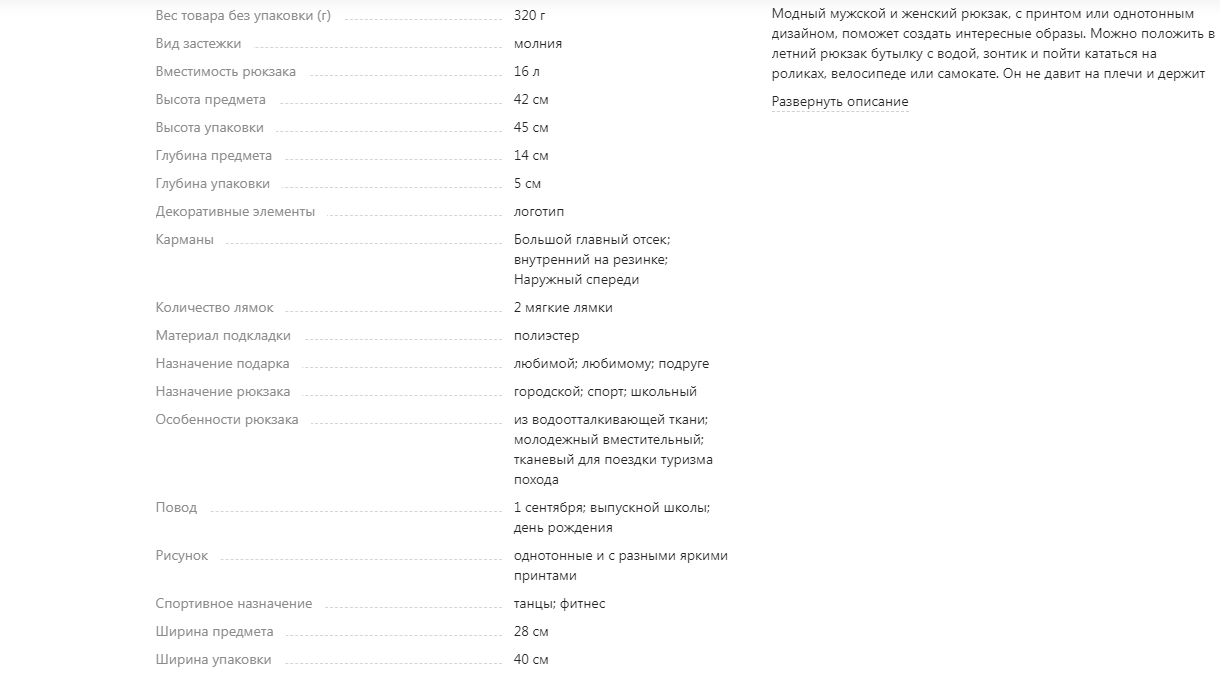 Вес товара без упаковки (г) 320 г
Вид застежки молния
Вместимость рюкзака 16 л
Высота предмета 42 см
Высота упаковки 45 см
Глубина предмета 14 см
Глубина упаковки 5 см
Декоративные элементы логотип
Карманы Большой главный отсек;
внутренний на резинке;
Наружный спереди
Количество лямок 2 мягкие лямки
Материал подкладки полиэстер
Назначение подарка любимой; любимому; подруге
Назначение рюкзака городской; спорт; школьный
Особенности рюкзака из водоотталкивающей ткани;
молодежный вместительный;
тканевый для поездки туризма
похода
Повод 1 сентября; выпускной школы;
день рождения
Рисунок однотонные и с разными яркими
принтами
Спортивное назначение танцы; фитнес
Ширина предмета 28 см
Ширина упаковки 40 см
Модный мужской и женский рюкзак, с принтом или однотонным
дизайном, поможет создать интересные образы. Можно положить в
летний рюкзак бутылку с водой, зонтик и пойти кататься на
роликах, велосипеде или самокате. Он не давит на плечи и держит
Развернуть описание